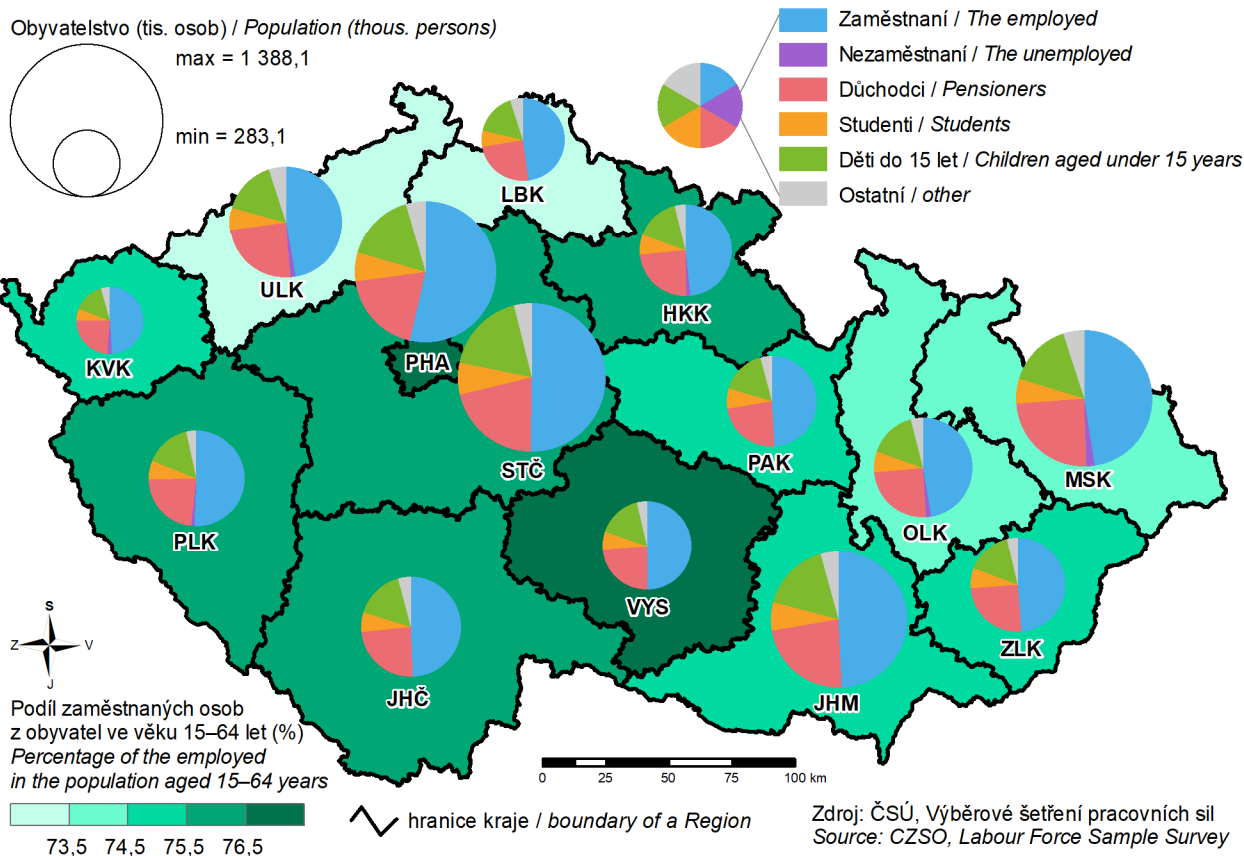 Obyvatelstvo (tis. osob) / Population (thous. persons)
max = 1 388,1
min = 283,1
Zaměstnaní / The employed
Nezaměstnaní / The unemployed
Důchodci / Pensioners
Studenti / Students
Děti do 15 let / Children aged under 15 years
Ostatní / other
LBK
ULK
HKK
KVK
PHA
STČ
PAK
MSK
PLK
OLK
VYS
ZLK
JHČ
JHM
S
Z
V
J
Podíl zaměstnaných osob
z obyvatel ve věku 15–64 let (%)
Percentage of the employed
in the population aged 15–64 years
73,5 74,5 75,5 76,5
hranice kraje / boundary of a Region
0 25 50 75 100 km
Zdroj: ČSÚ, Výběrové šetření pracovních sil
Source: CZSO, Labour Force Sample Survey